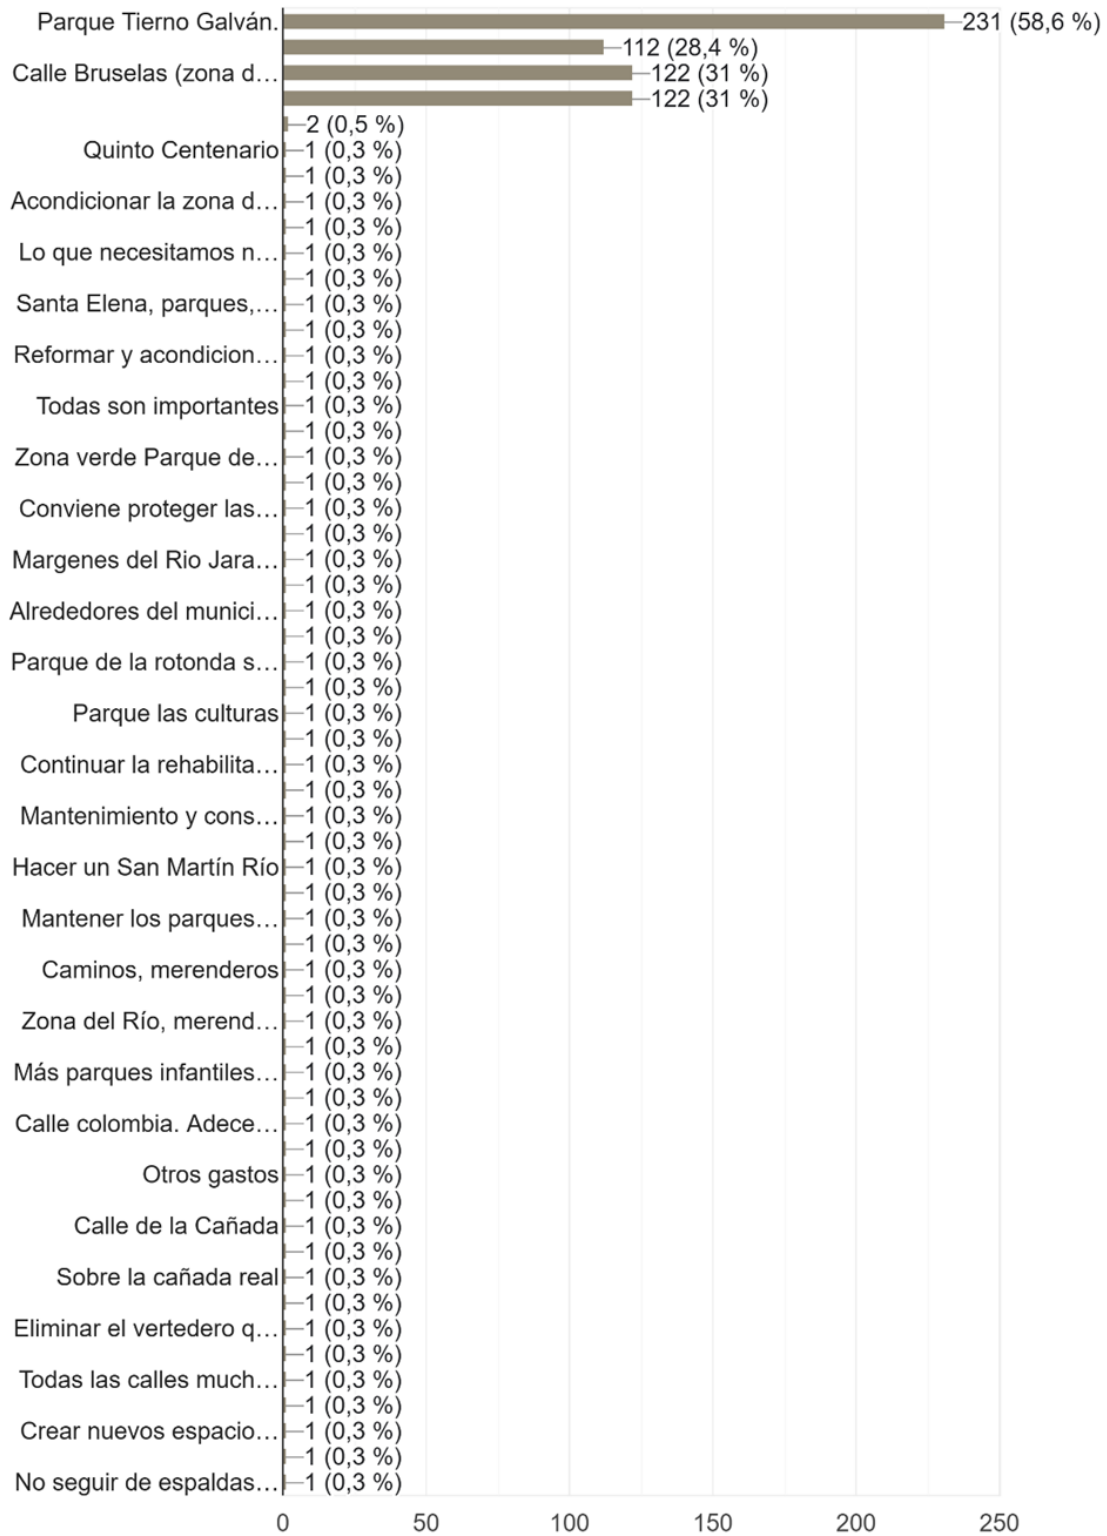 Parque Tierno Galván. 231 (58,6 %)
112 (28,4 %)
Calle Bruselas (zona d… 122 (31 %)
122 (31 %)
2 (0,5 %)
Quinto Centenario 1 (0,3 %)
1 (0,3 %)
Acondicionar la zona d… 1 (0,3 %)
1 (0,3 %)
Lo que necesitamos n… 1 (0,3 %)
1 (0,3 %)
Santa Elena, parques,… 1 (0,3 %)
1 (0,3 %)
Reformar y acondicion… 1 (0,3 %)
1 (0,3 %)
Todas son importantes 1 (0,3 %)
1 (0,3 %)
Zona verde Parque de… 1 (0,3 %)
1 (0,3 %)
Conviene proteger las… 1 (0,3 %)
1 (0,3 %)
Margenes del Rio Jara… 1 (0,3 %)
1 (0,3 %)
Alrededores del munici… 1 (0,3 %)
1 (0,3 %)
Parque de la rotonda s… 1 (0,3 %)
1 (0,3 %)
Parque las culturas 1 (0,3 %)
1 (0,3 %)
Continuar la rehabilita… 1 (0,3 %)
1 (0,3 %)
Mantenimiento y cons… 1 (0,3 %)
1 (0,3 %)
Hacer un San Martín Río 1 (0,3 %)
1 (0,3 %)
Mantener los parques… 1 (0,3 %)
1 (0,3 %)
Caminos, merenderos 1 (0,3 %)
1 (0,3 %)
Zona del Río, merend… 1 (0,3 %)
1 (0,3 %)
Más parques infantiles… 1 (0,3 %)
1 (0,3 %)
Calle colombia. Adece… 1 (0,3 %)
1 (0,3 %)
Otros gastos 1 (0,3 %)
1 (0,3 %)
Calle de la Cañada 1 (0,3 %)
1 (0,3 %)
Sobre la cañada real 1 (0,3 %)
1 (0,3 %)
Eliminar el vertedero q… 1 (0,3 %)
1 (0,3 %)
Todas las calles much… 1 (0,3 %)
1 (0,3 %)
Crear nuevos espacio… 1 (0,3 %)
1 (0,3 %)
No seguir de espaldas… 1 (0,3 %)
0 50 100 150 200 250